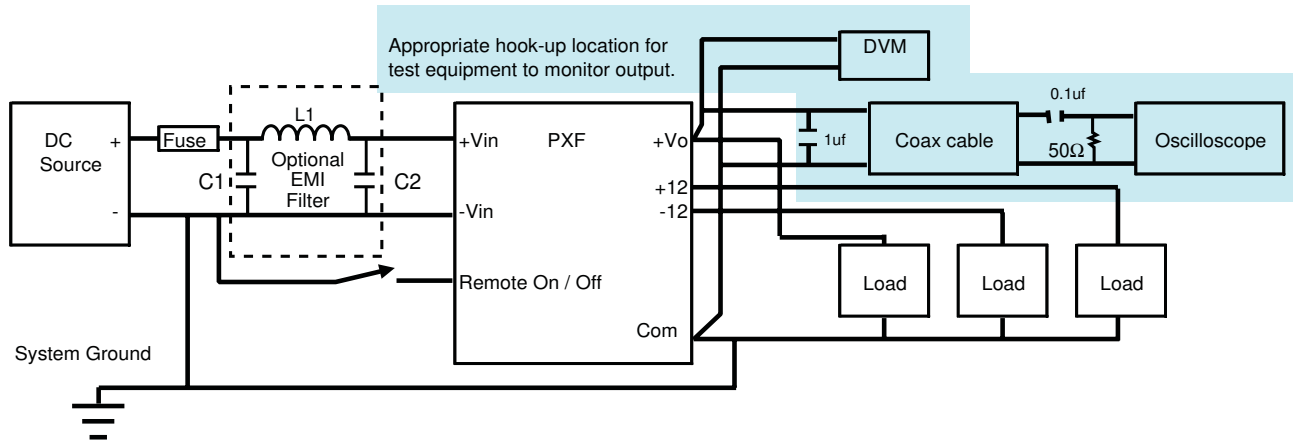 Appropriate hook-up location for
test equipment to monitor output.
DVM
DC
Source
+
-
Fuse
L1
Optional
EMI
Filter
C1
C2
+Vin
-Vin
Remote On / Off
PXF
+Vo
+12
-12
Com
1uf
Coax cable
0.1uf
50Ω
Oscilloscope
Load
Load
Load
System Ground